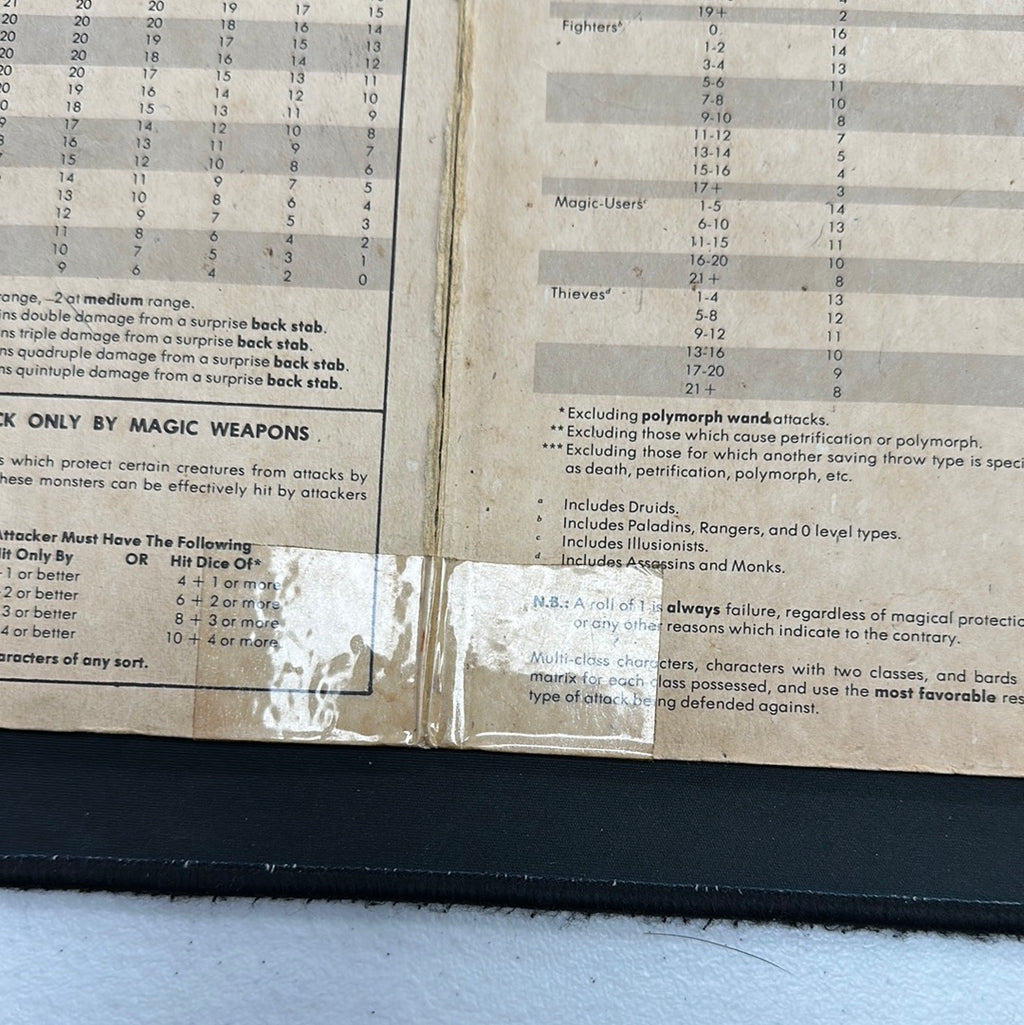 21 20 20 19 17 15
20 20 20 18 16 14
20 20 19 17 15 13
20 20 18 16 14 12
20 20 17 15 13 11
19 16 14 12 10
18 15 13 11 9
17 14 12 10 8
16 13 11 9 7
15 12 10 8 6
14 11 9 7 5
13 10 8 6 4
12 9 7 5 3
11 8 6 4 2
10 7 5 3 1
9 6 4 2 0
range, –2 at medium range.
ins double damage from a surprise back stab.
ns triple damage from a surprise back stab.
ns quadruple damage from a surprise back stab.
ns quintuple damage from a surprise back stab.
CK ONLY BY MAGIC WEAPONS
s which protect certain creatures from attacks by
hese monsters can be effectively hit by attackers
Attacker Must Have The Following
Hit Only By OR Hit Dice Of*
1 or better 4 + 1 or more
2 or better 6 + 2 or more
3 or better 8 + 3 or more
4 or better 10 + 4 or more
aracters of any sort.
19+ 2
Fightersᵇ 0 16
1-2 14
3-4 13
5-6 11
7-8 10
9-10 8
11-12 7
13-14 5
15-16 4
17+ 3
Magic-Usersᶜ 1-5 14
6-10 13
11-15 11
16-20 10
21+ 8
Thievesᵈ 1-4 13
5-8 12
9-12 11
13-16 10
17-20 9
21+ 8
*Excluding polymorph wand attacks.
**Excluding those which cause petrification or polymorph.
***Excluding those for which another saving throw type is speci
as death, petrification, polymorph, etc.
a Includes Druids.
b Includes Paladins, Rangers, and 0 level types.
c Includes Illusionists.
d Includes Assassins and Monks.
N.B.: A roll of 1 is always failure, regardless of magical protectio
or any other reasons which indicate to the contrary.
Multi-class characters, characters with two classes, and bards
matrix for each class possessed, and use the most favorable res
type of attack being defended against.